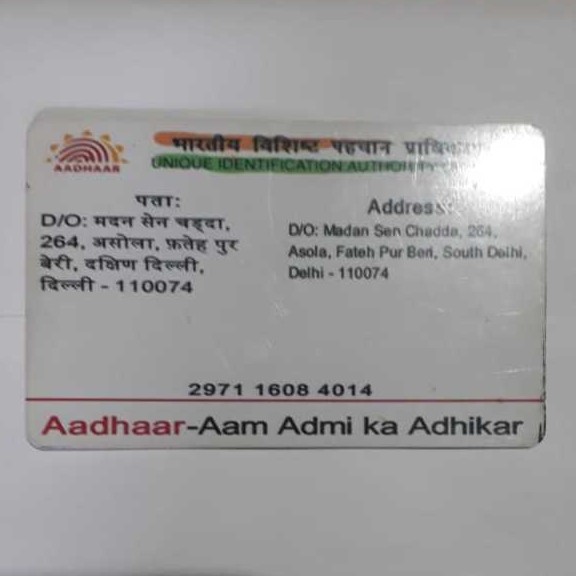 AADHAAR
भारतीय विशिष्ट पहचान
UNIQUE IDENTIFICATION AUTHORITY
पता:
D/O: मदन सेन चड्दा,
264, असोला, फ़तेह पुर
बेरी, दक्षिण दिल्ली,
दिल्ली - 110074
Address:
D/O: Madan Sen Chadda, 264,
Asola, Fateh Pur Beri, South Delhi,
Delhi - 110074
2971 1608 4014
Aadhaar-Aam Admi ka Adhikar